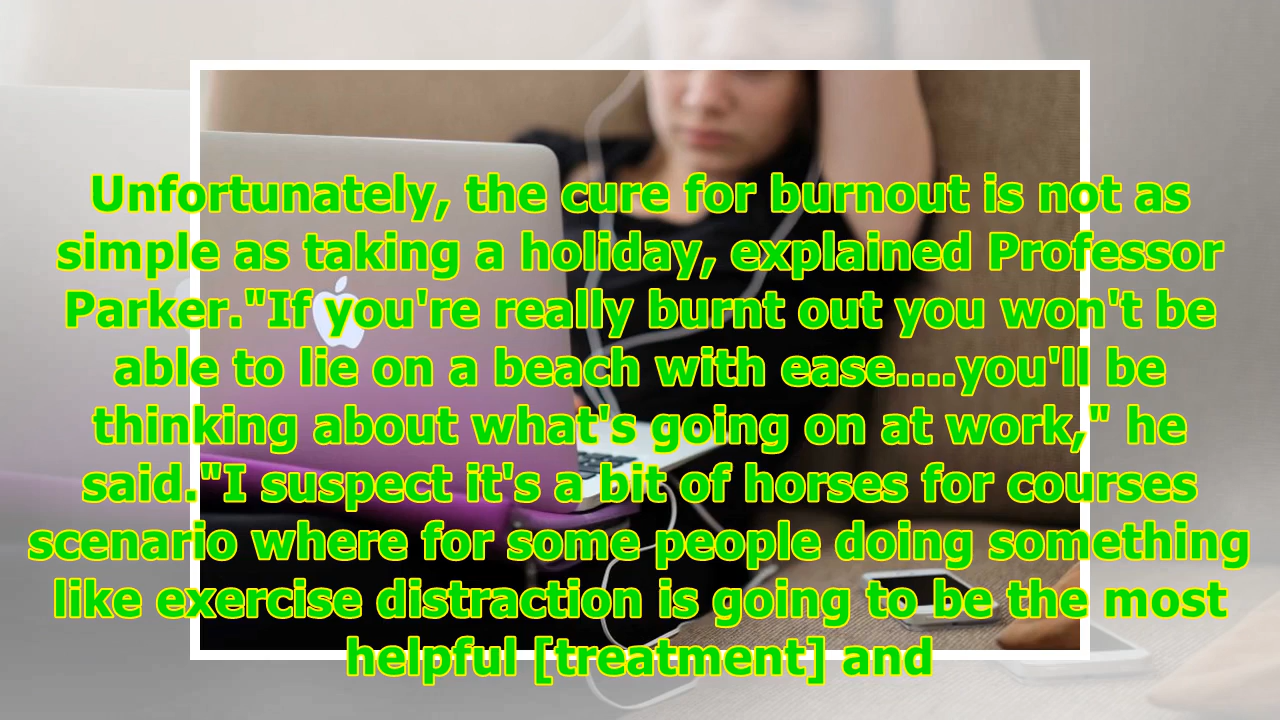 Unfortunately, the cure for burnout is not as
simple as taking a holiday, explained Professor
Parker."If you're really burnt out you won't be
able to lie on a beach with ease....you'll be
thinking about what's going on at work," he
said."I suspect it's a bit of horses for courses
scenario where for some people doing something
like exercise distraction is going to be the most
helpful [treatment] and